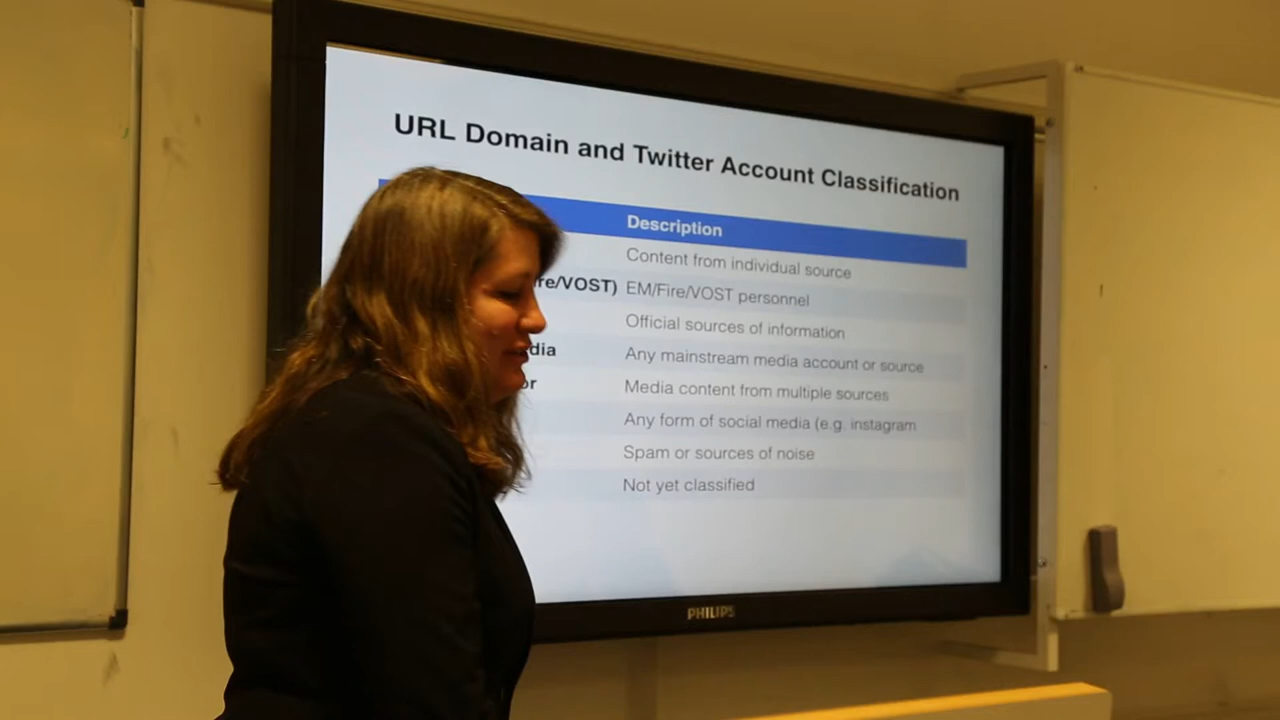 URL Domain and Twitter Account Classification
Description
Content from individual source
re/VOST) EM/Fire/VOST personnel
Official sources of information
dia Any mainstream media account or source
or Media content from multiple sources
Any form of social media (e.g. instagram
Spam or sources of noise
Not yet classified
PHILIPS